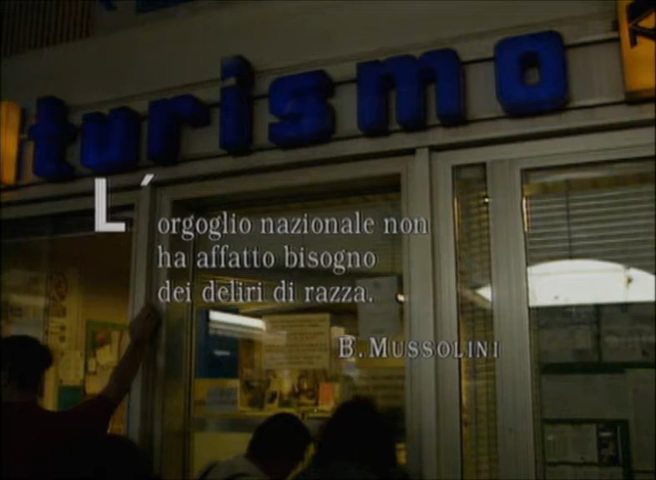 turismo
L'orgoglio nazionale non
ha affatto bisogno
dei deliri di razza.
B. MUSSOLINI